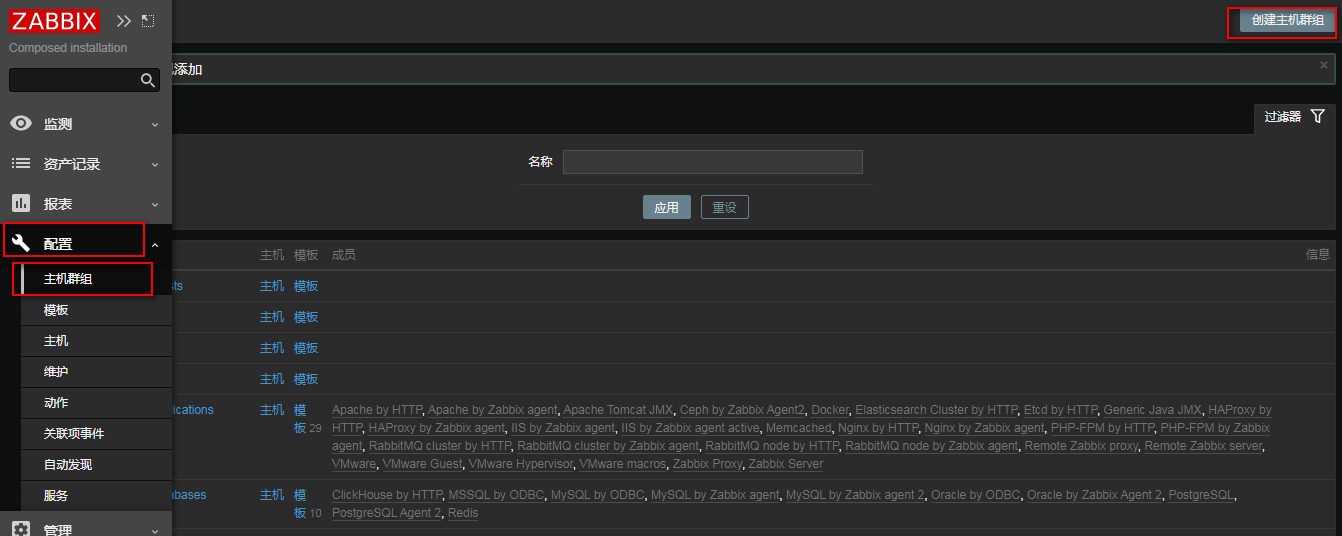 ZABBIX
Composed installation
监测
资产记录
报表
配置
主机群组
模板
主机
维护
动作
关联项事件
自动发现
服务
管理
创建主机群组
添加
过滤器
名称
应用 重设
主机 模板 成员 信息
主机 模板
主机 模板
主机 模板
主机 模板
ications 主机 模 Apache by HTTP, Apache by Zabbix agent, Apache Tomcat JMX, Ceph by Zabbix Agent2, Docker, Elasticsearch Cluster by HTTP, Etcd by HTTP, Generic Java JMX, HAProxy by
板 29 HTTP, HAProxy by Zabbix agent, IIS by Zabbix agent, IIS by Zabbix agent active, Memcached, Nginx by HTTP, Nginx by Zabbix agent, PHP-FPM by HTTP, PHP-FPM by Zabbix
agent, RabbitMQ cluster by HTTP, RabbitMQ cluster by Zabbix agent, RabbitMQ node by HTTP, RabbitMQ node by Zabbix agent, Remote Zabbix proxy, Remote Zabbix server,
VMware, VMware Guest, VMware Hypervisor, VMware macros, Zabbix Proxy, Zabbix Server
abases 主机 模 ClickHouse by HTTP, MSSQL by ODBC, MySQL by ODBC, MySQL by Zabbix agent, MySQL by Zabbix agent 2, Oracle by ODBC, Oracle by Zabbix Agent 2, PostgreSQL,
板 10 PostgreSQL Agent 2, Redis